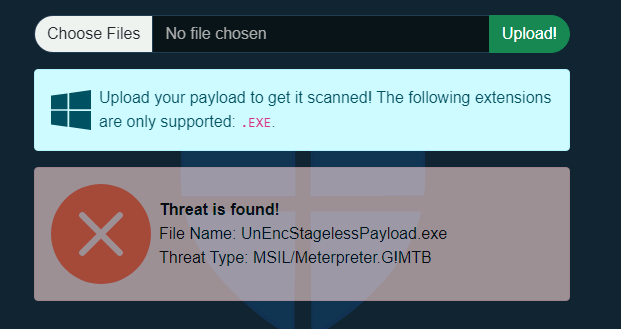 Choose Files No file chosen Upload!
Upload your payload to get it scanned! The following extensions
are only supported: .EXE.
Threat is found!
File Name: UnEncStagelessPayload.exe
Threat Type: MSIL/Meterpreter.G!MTB